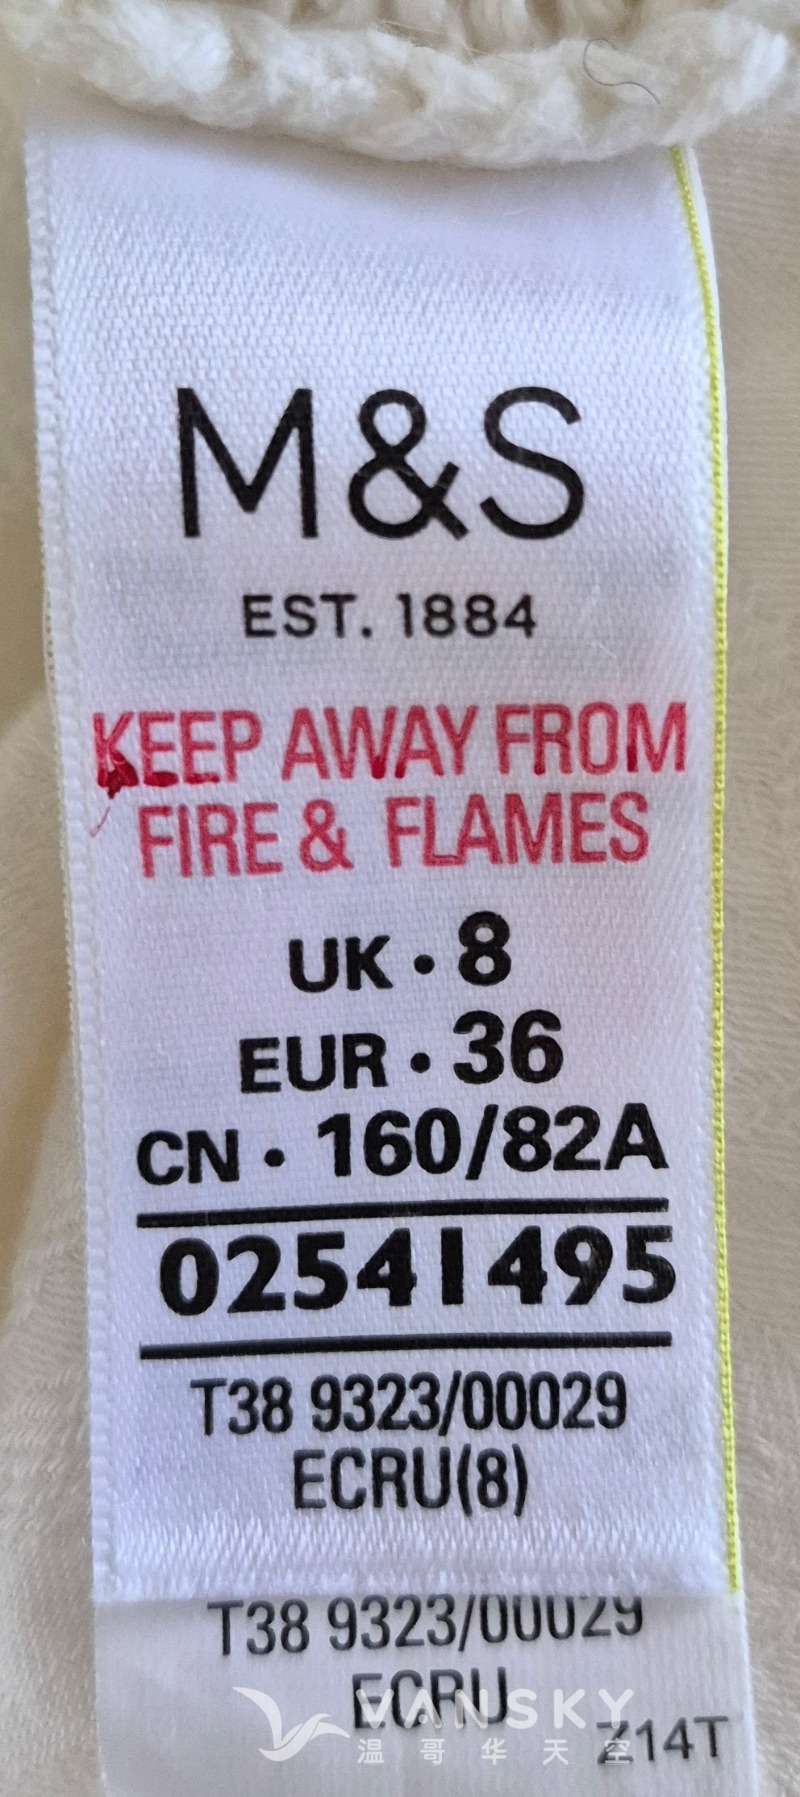 M&S
EST. 1884
KEEP AWAY FROM
FIRE & FLAMES
UK • 8
EUR • 36
CN • 160/82A
02541495
T38 9323/00029
ECRU(8)
T38 9323/00029
ECRU
VANSKY
温哥华天空
Z14T